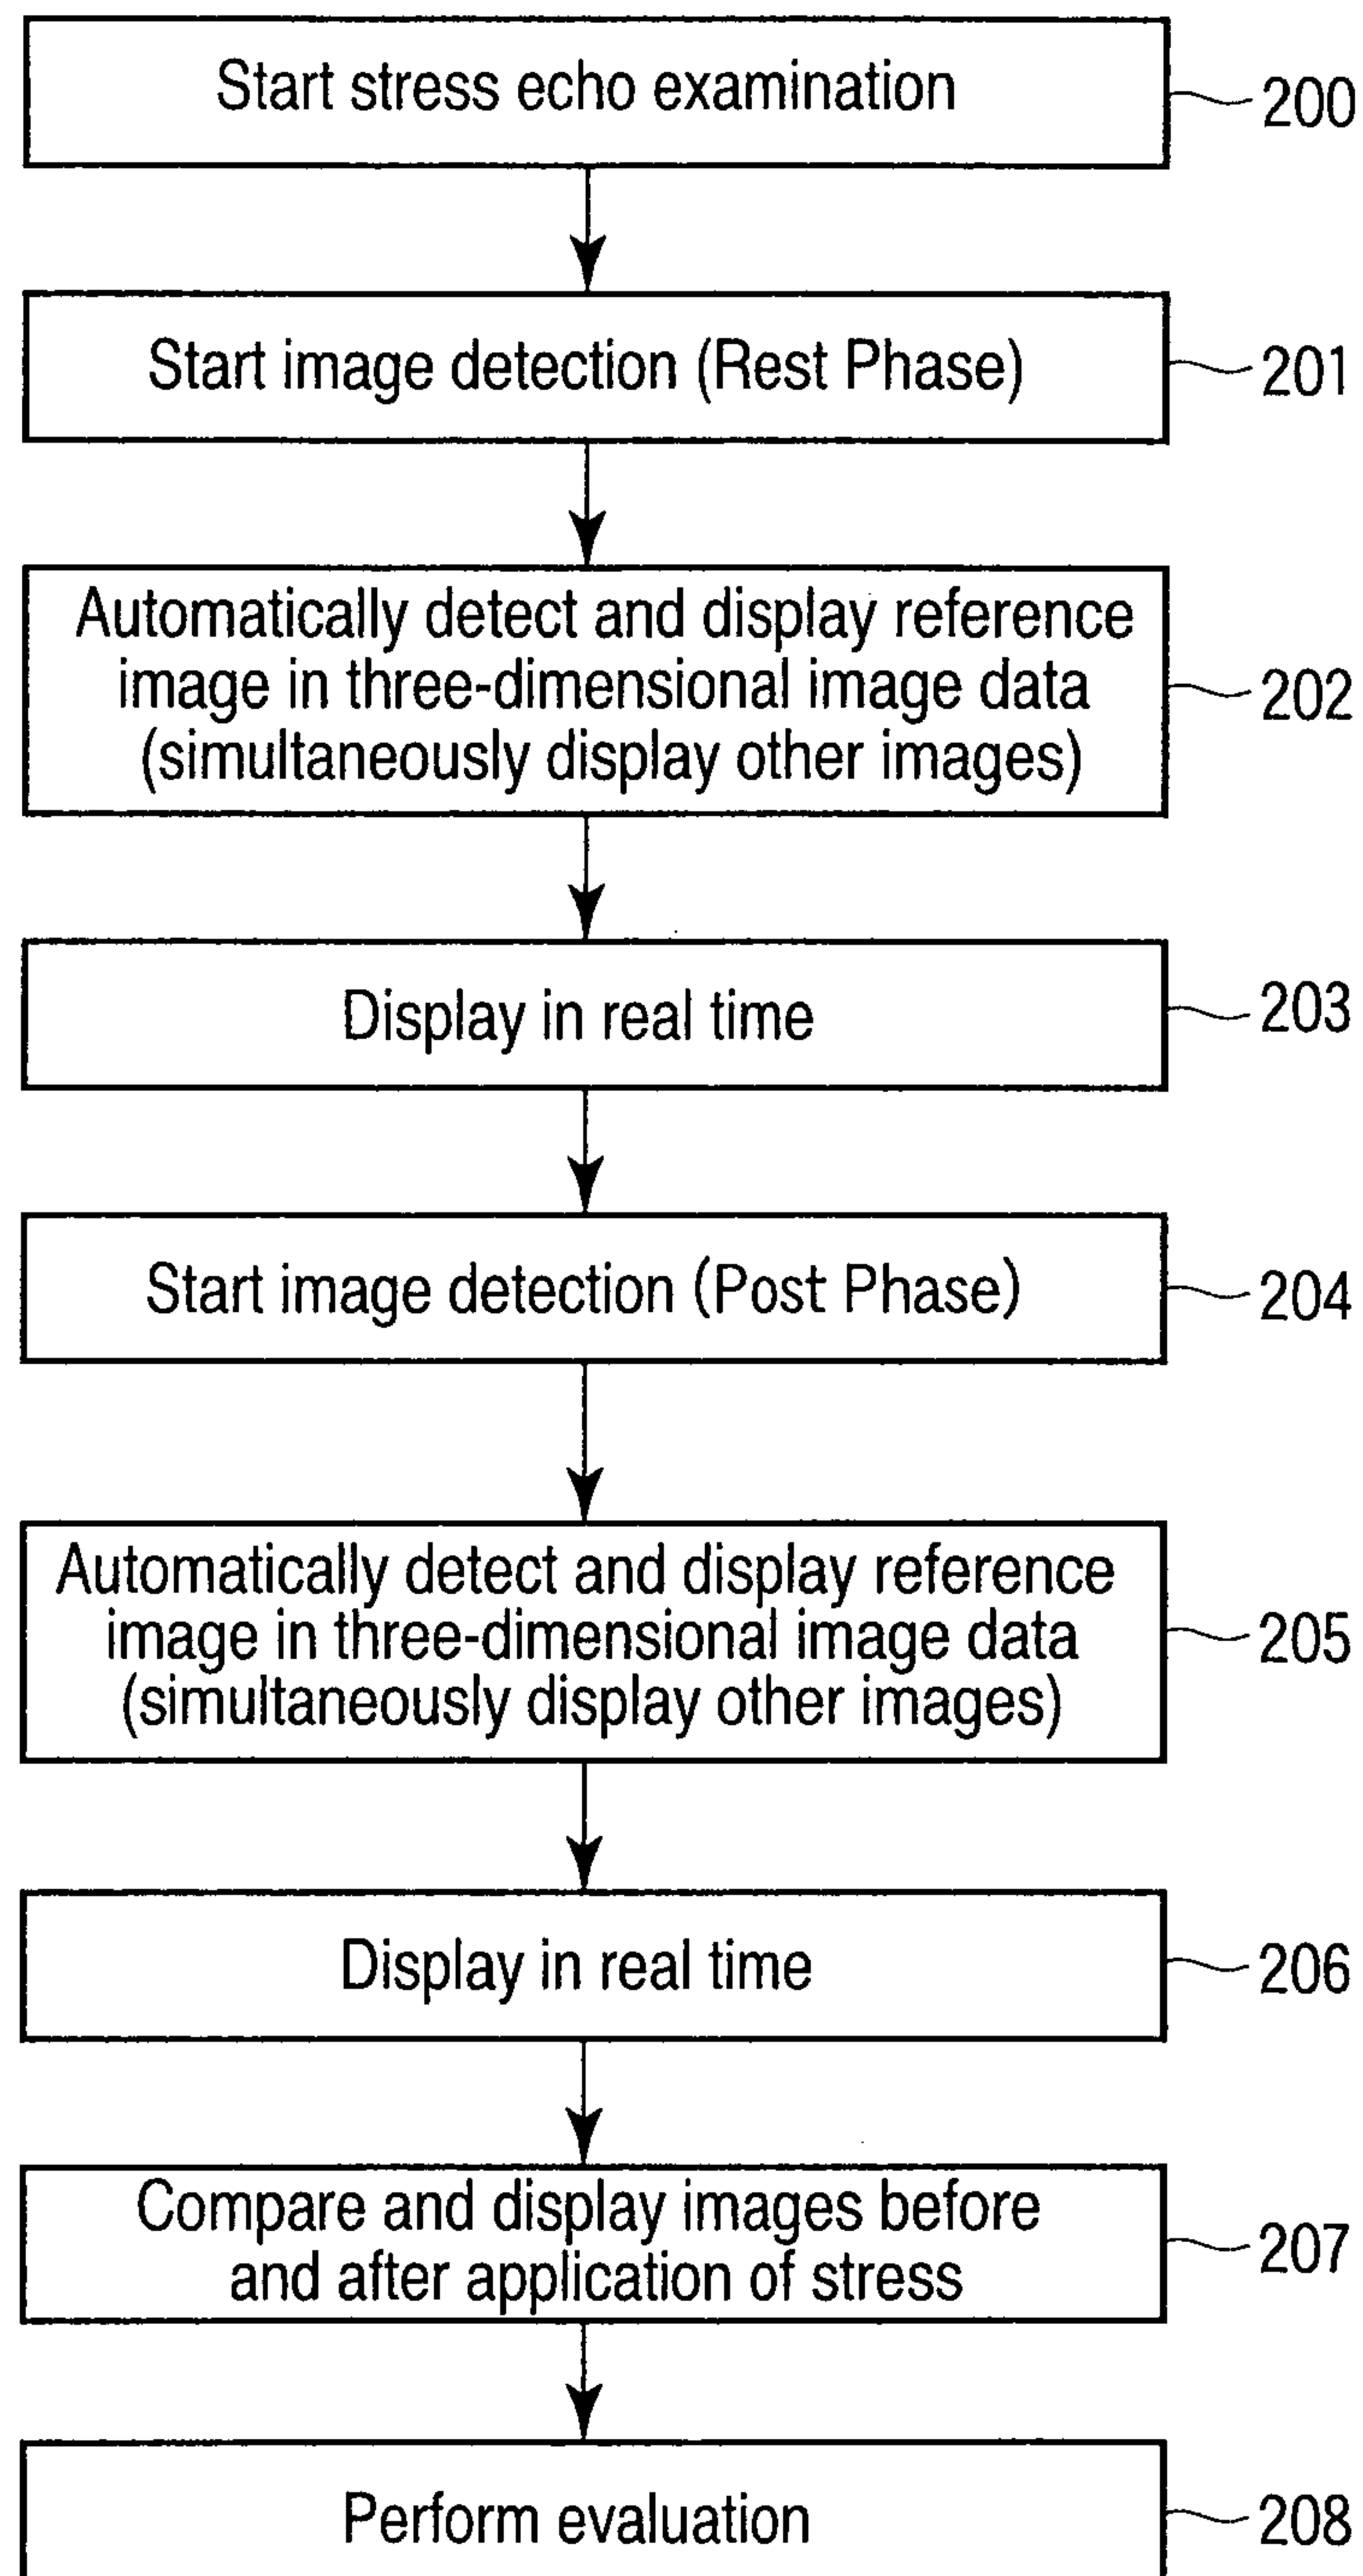 Start stress echo examination
200
Start image detection (Rest Phase)
201
Automatically detect and display reference
image in three-dimensional image data
(simultaneously display other images)
202
Display in real time
203
Start image detection (Post Phase)
204
Automatically detect and display reference
image in three-dimensional image data
(simultaneously display other images)
205
Display in real time
206
Compare and display images before
and after application of stress
207
Perform evaluation
208